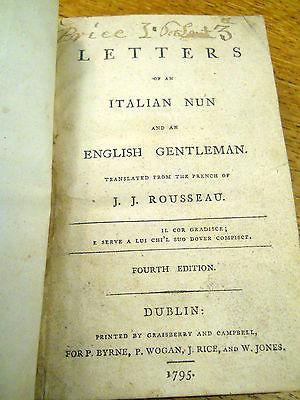 Price 3
LETTERS
OF AN
ITALIAN NUN
AND AN
ENGLISH GENTLEMAN.
TRANSLATED FROM THE FRENCH OF
J. J. ROUSSEAU.
IL COR GRADISCE;
E SERVE A LUI CHI'L SUO DOVER COMPISCE.
FOURTH EDITION.
DUBLIN:
PRINTED BY GRAISBERRY AND CAMPBELL,
FOR P. BYRNE, P. WOGAN, J. RICE, AND W. JONES.
1795.